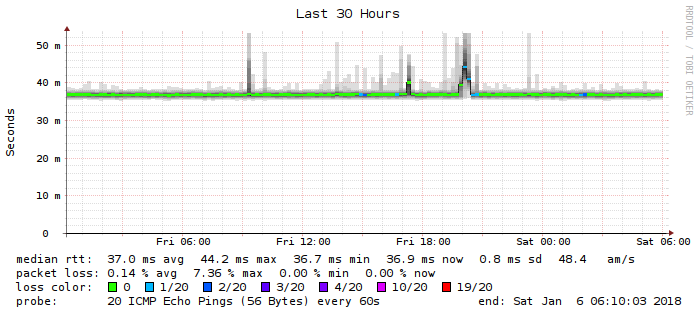 Last 30 Hours
RRDTOOL / TOBI OETIKER
Seconds
50 m
40 m
30 m
20 m
10 m
0
Fri 06:00 Fri 12:00 Fri 18:00 Sat 00:00 Sat 06:00
median rtt: 37.0 ms avg 44.2 ms max 36.7 ms min 36.9 ms now 0.8 ms sd 48.4 am/s
packet loss: 0.14 % avg 7.36 % max 0.00 % min 0.00 % now
loss color: 0 1/20 2/20 3/20 4/20 10/20 19/20
probe: 20 ICMP Echo Pings (56 Bytes) every 60s end: Sat Jan 6 06:10:03 2018